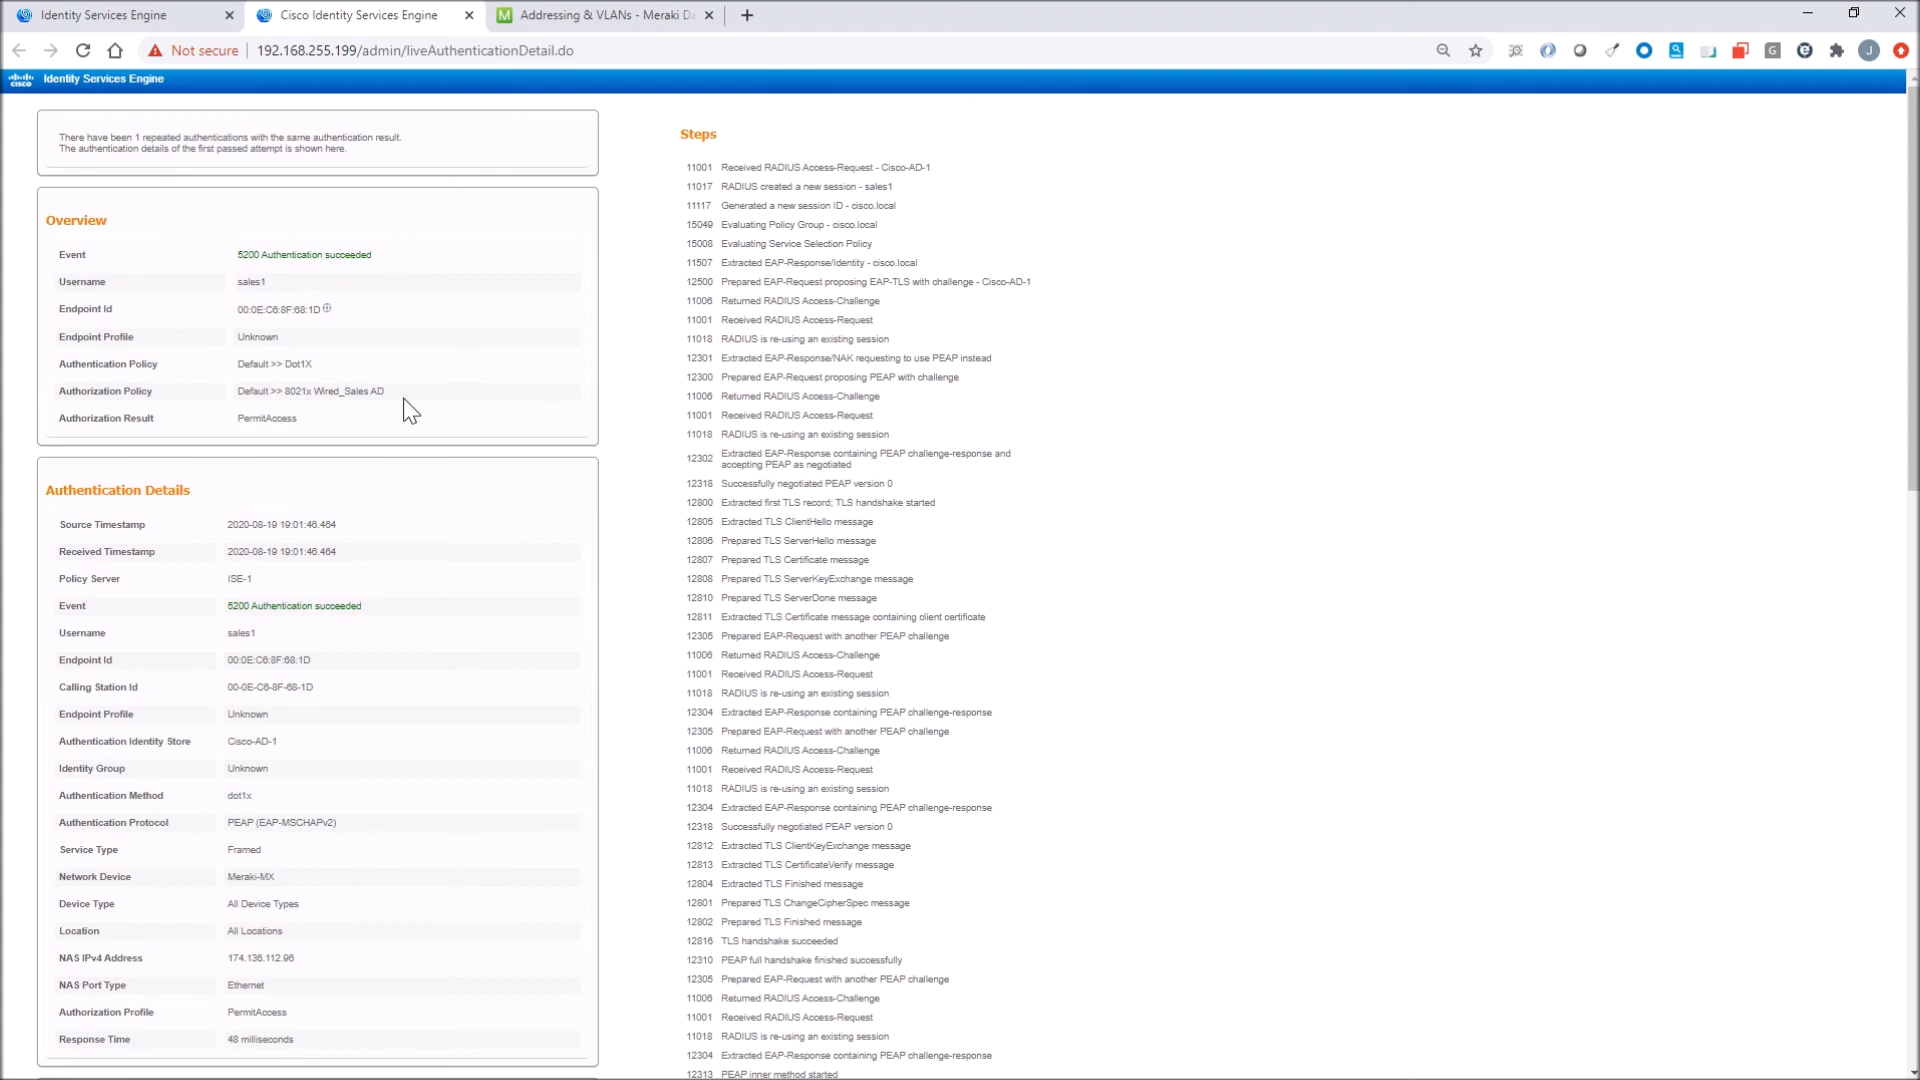 Identity Services Engine
Cisco Identity Services Engine
Addressing & VLANs - Meraki Da
Not secure
192.168.255.199/admin/liveAuthenticationDetail.do
G
J
cisco
Identity Services Engine
There have been 1 repeated authentications with the same authentication result.
The authentication details of the first passed attempt is shown here.
Overview
Event 5200 Authentication succeeded
Username sales1
Endpoint Id 00:0E:C6:8F:68:1D
Endpoint Profile Unknown
Authentication Policy Default >> Dot1X
Authorization Policy Default >> 8021x Wired_Sales AD
Authorization Result PermitAccess
Authentication Details
Source Timestamp 2020-08-19 19:01:46.464
Received Timestamp 2020-08-19 19:01:46.464
Policy Server ISE-1
Event 5200 Authentication succeeded
Username sales1
Endpoint Id 00:0E:C6:8F:68:1D
Calling Station Id 00-0E-C6-8F-68-1D
Endpoint Profile Unknown
Authentication Identity Store Cisco-AD-1
Identity Group Unknown
Authentication Method dot1x
Authentication Protocol PEAP (EAP-MSCHAPv2)
Service Type Framed
Network Device Meraki-MX
Device Type All Device Types
Location All Locations
NAS IPv4 Address 174.136.112.96
NAS Port Type Ethernet
Authorization Profile PermitAccess
Response Time 48 milliseconds
Steps
11001 Received RADIUS Access-Request - Cisco-AD-1
11017 RADIUS created a new session - sales1
11117 Generated a new session ID - cisco.local
15049 Evaluating Policy Group - cisco.local
15008 Evaluating Service Selection Policy
11507 Extracted EAP-Response/Identity - cisco.local
12500 Prepared EAP-Request proposing EAP-TLS with challenge - Cisco-AD-1
11006 Returned RADIUS Access-Challenge
11001 Received RADIUS Access-Request
11018 RADIUS is re-using an existing session
12301 Extracted EAP-Response/NAK requesting to use PEAP instead
12300 Prepared EAP-Request proposing PEAP with challenge
11006 Returned RADIUS Access-Challenge
11001 Received RADIUS Access-Request
11018 RADIUS is re-using an existing session
12302 Extracted EAP-Response containing PEAP challenge-response and
accepting PEAP as negotiated
12318 Successfully negotiated PEAP version 0
12800 Extracted first TLS record; TLS handshake started
12805 Extracted TLS ClientHello message
12806 Prepared TLS ServerHello message
12807 Prepared TLS Certificate message
12808 Prepared TLS ServerKeyExchange message
12810 Prepared TLS ServerDone message
12811 Extracted TLS Certificate message containing client certificate
12305 Prepared EAP-Request with another PEAP challenge
11006 Returned RADIUS Access-Challenge
11001 Received RADIUS Access-Request
11018 RADIUS is re-using an existing session
12304 Extracted EAP-Response containing PEAP challenge-response
12305 Prepared EAP-Request with another PEAP challenge
11006 Returned RADIUS Access-Challenge
11001 Received RADIUS Access-Request
11018 RADIUS is re-using an existing session
12304 Extracted EAP-Response containing PEAP challenge-response
12318 Successfully negotiated PEAP version 0
12812 Extracted TLS ClientKeyExchange message
12813 Extracted TLS CertificateVerify message
12804 Extracted TLS Finished message
12801 Prepared TLS ChangeCipherSpec message
12802 Prepared TLS Finished message
12816 TLS handshake succeeded
12310 PEAP full handshake finished successfully
12305 Prepared EAP-Request with another PEAP challenge
11006 Returned RADIUS Access-Challenge
11001 Received RADIUS Access-Request
11018 RADIUS is re-using an existing session
12304 Extracted EAP-Response containing PEAP challenge-response
12313 PEAP inner method started